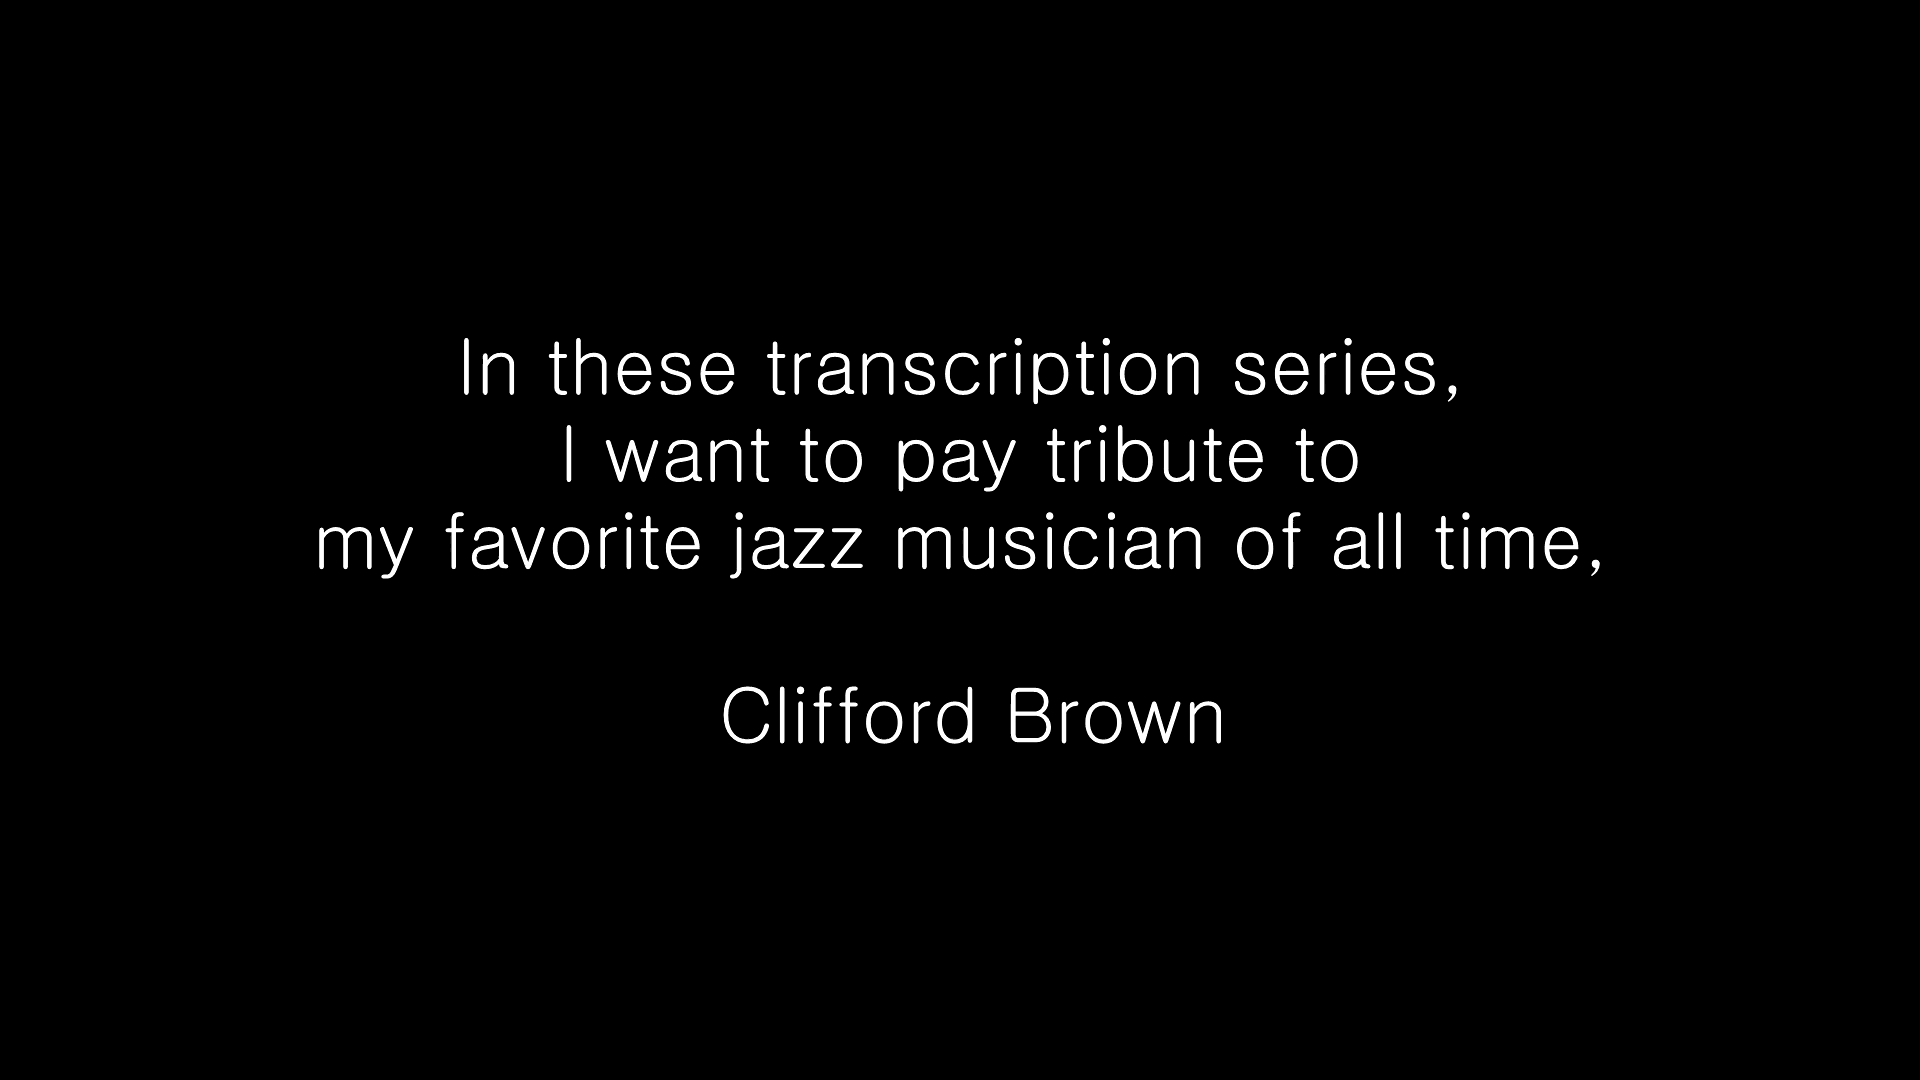 In these transcription series,
I want to pay tribute to
my favorite jazz musician of all time,
Clifford Brown